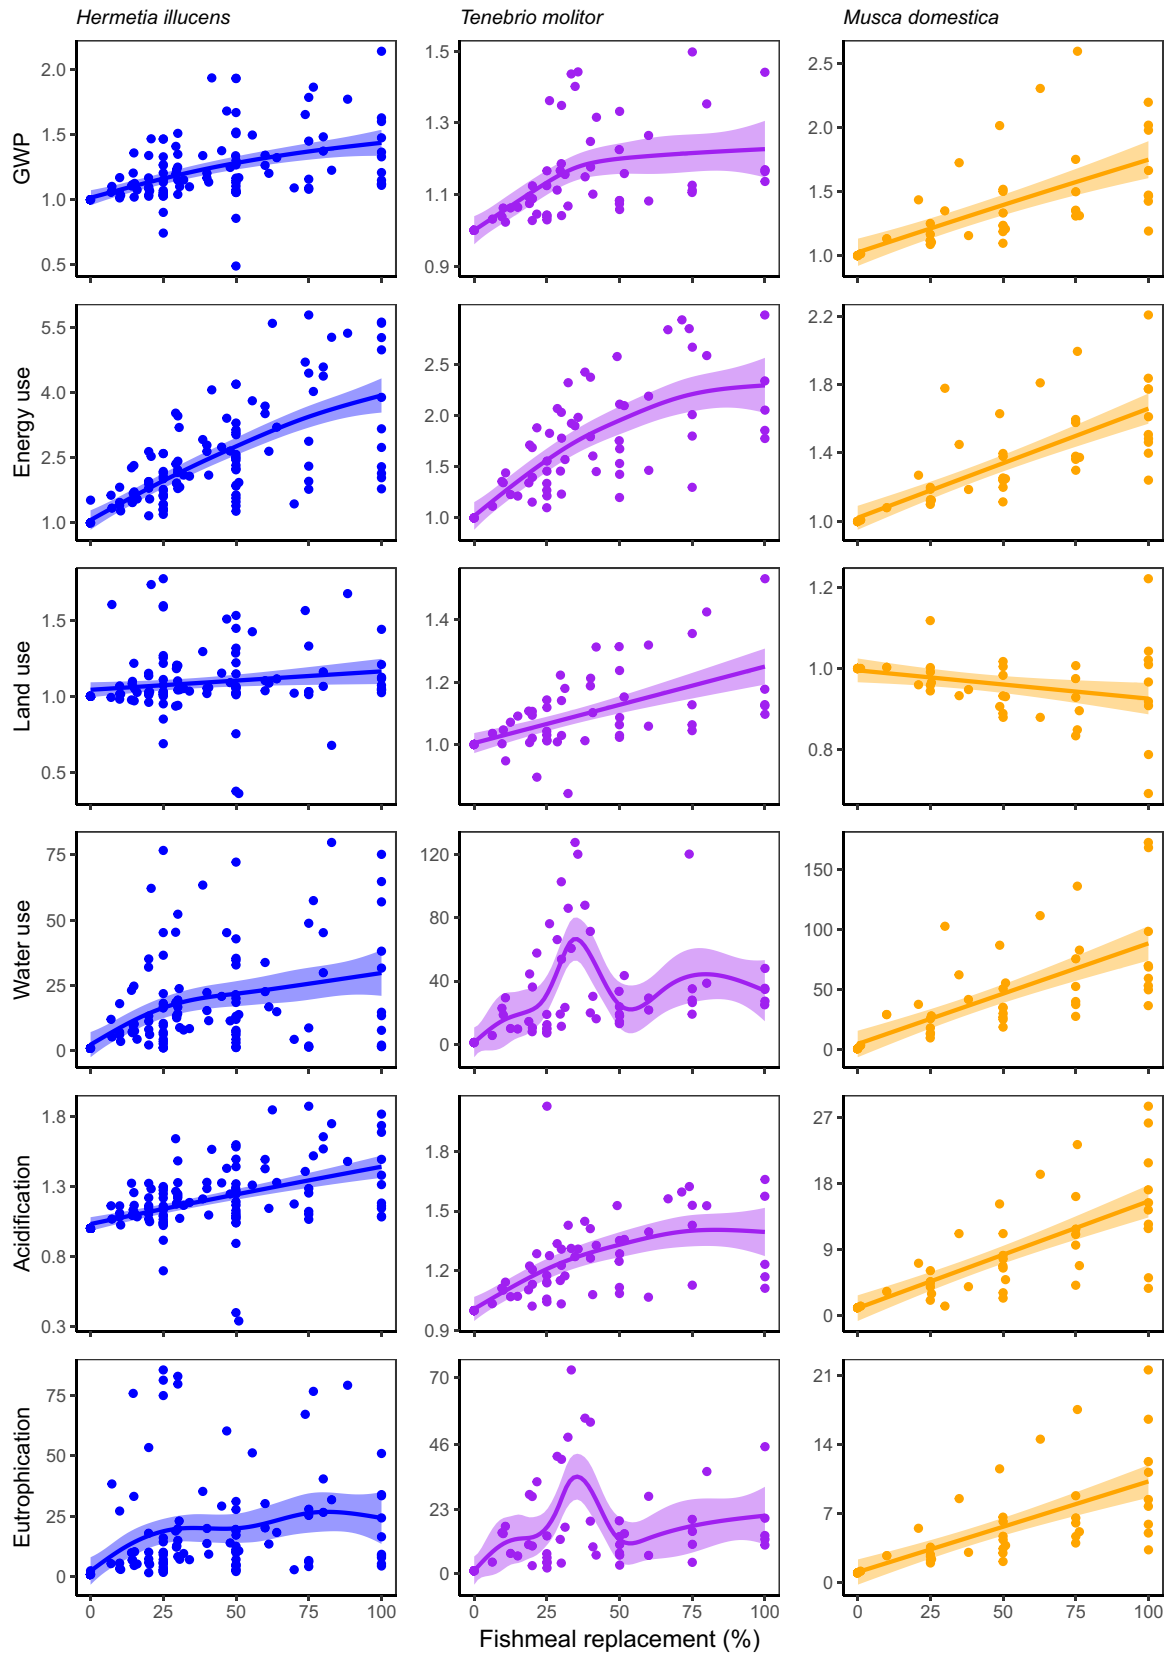 Hermetia illucens Tenebrio molitor Musca domestica
GWP
2.0 1.5 1.0 0.5
1.5 1.3 1.1 0.9
2.5 2.0 1.5 1.0
Energy use
5.5 4.0 2.5 1.0
2.5 2.0 1.5 1.0
2.2 1.8 1.4 1.0
Land use
1.5 1.0 0.5
1.4 1.2 1.0
1.2 1.0 0.8
Water use
75 50 25 0
120 80 40 0
150 100 50 0
Acidification
1.8 1.3 0.8 0.3
1.8 1.5 1.2 0.9
27 18 9 0
Eutrophication
75 50 25 0
70 46 23 0
21 14 7 0
0 25 50 75 100 0 25 50 75 100 0 25 50 75 100
Fishmeal replacement (%)